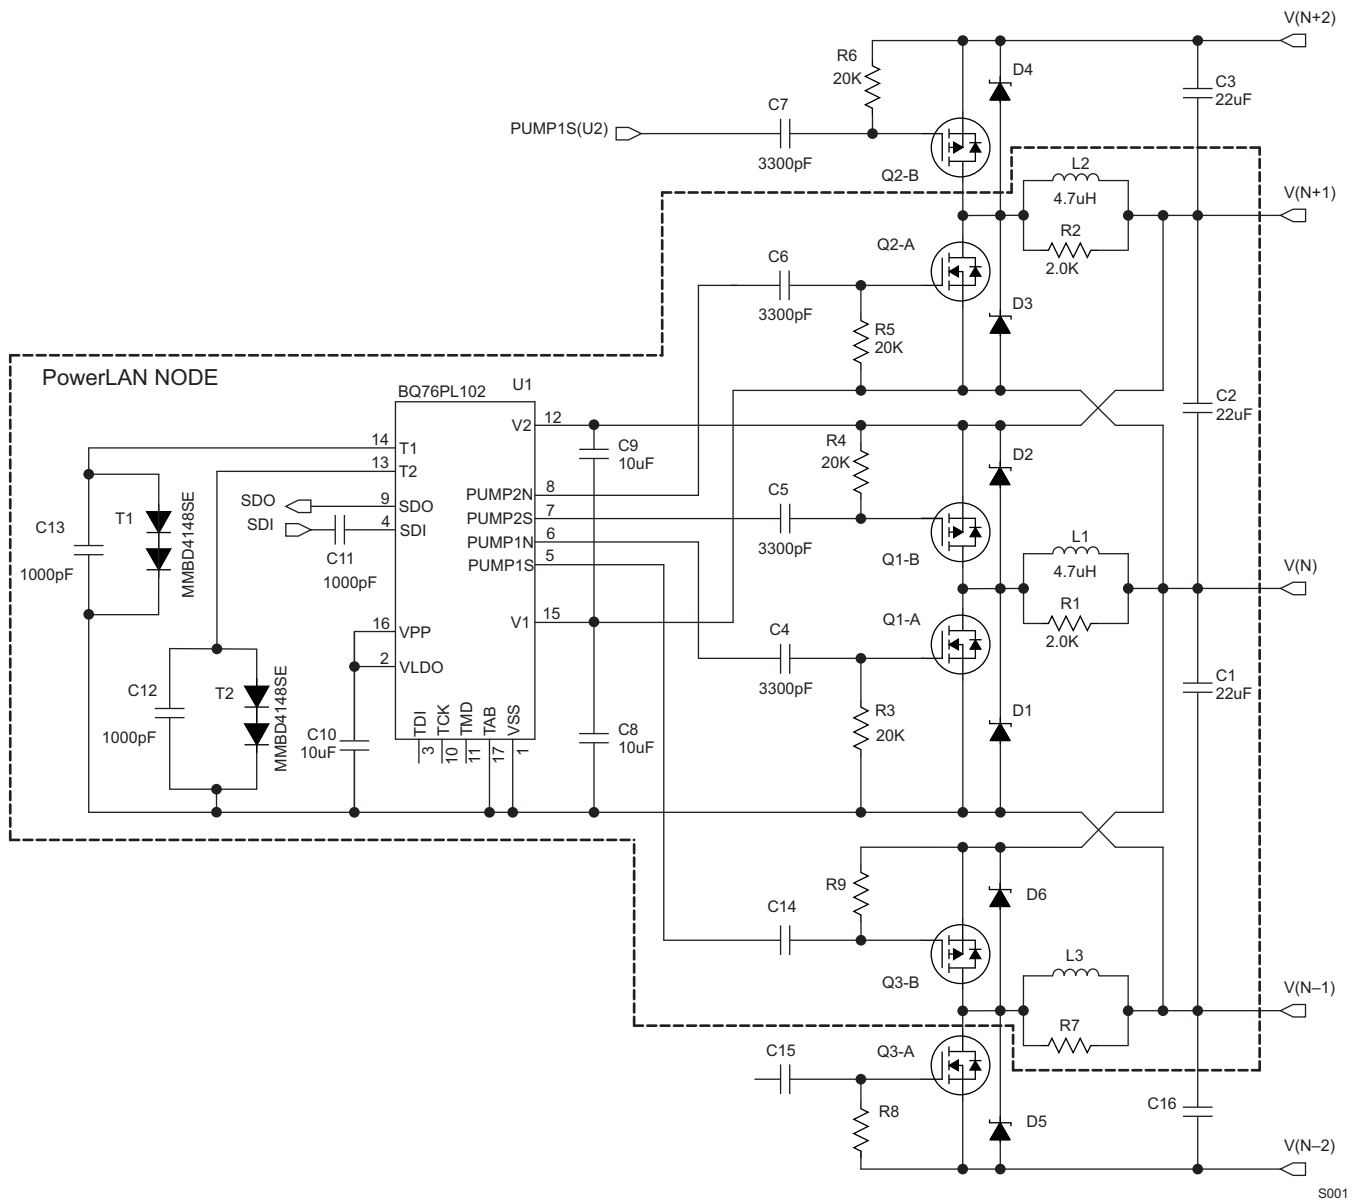 V(N+2)
R6
20K
D4
C3
22uF
C7
PUMP1S(U2)
3300pF
Q2-B
L2
4.7uH
V(N+1)
R2
2.0K
Q2-A
C6
3300pF
D3
R5
20K
PowerLAN NODE
BQ76PL102
U1
C2
22uF
V2
12
14
T1
13
T2
R4
20K
C9
10uF
D2
PUMP2N
8
SDO
9
SDO
C5
PUMP2S
7
SDI
4
SDI
C13
T1
MMBD4148SE
C11
1000pF
PUMP1N
6
3300pF
Q1-B
L1
4.7uH
PUMP1S
5
1000pF
V(N)
R1
2.0K
V1
15
Q1-A
16
VPP
C4
2
VLDO
3300pF
C12
T2
MMBD4148SE
1000pF
C1
22uF
R3
20K
D1
C10
10uF
C8
10uF
TDI
TCK
TMD
TAB
VSS
3
10
11
17
1
R9
D6
C14
Q3-B
L3
V(N–1)
R7
C15
Q3-A
R8
D5
C16
V(N–2)
S001